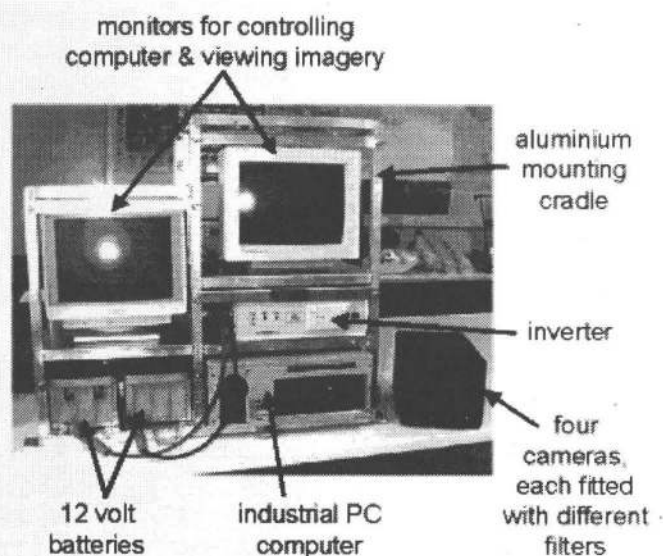 monitors for controlling
computer & viewing imagery
aluminium
mounting
cradle
inverter
four
cameras,
each fitted
with different
filters
12 volt
batteries
industrial PC
computer